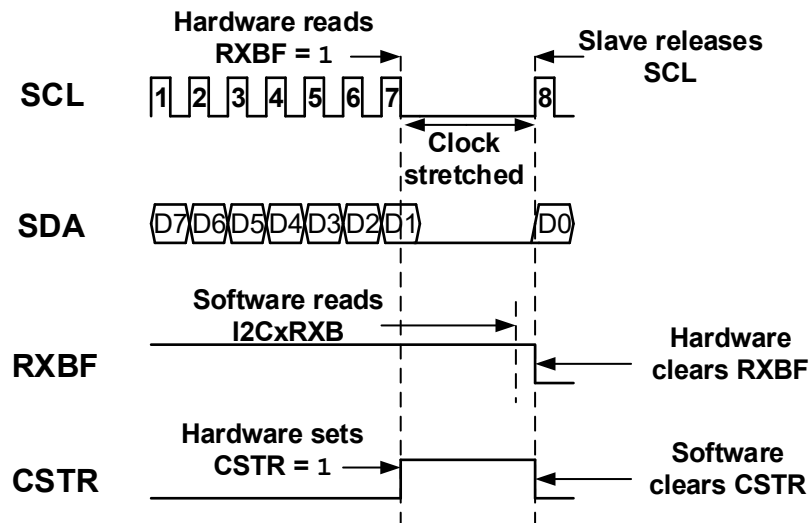 Hardware reads
RXBF = 1
Slave releases
SCL
SCL
1 2 3 4 5 6 7 8
Clock
stretched
SDA
D7 D6 D5 D4 D3 D2 D1 D0
Software reads
I2CxRXB
RXBF
Hardware
clears RXBF
Hardware sets
CSTR = 1
CSTR
Software
clears CSTR